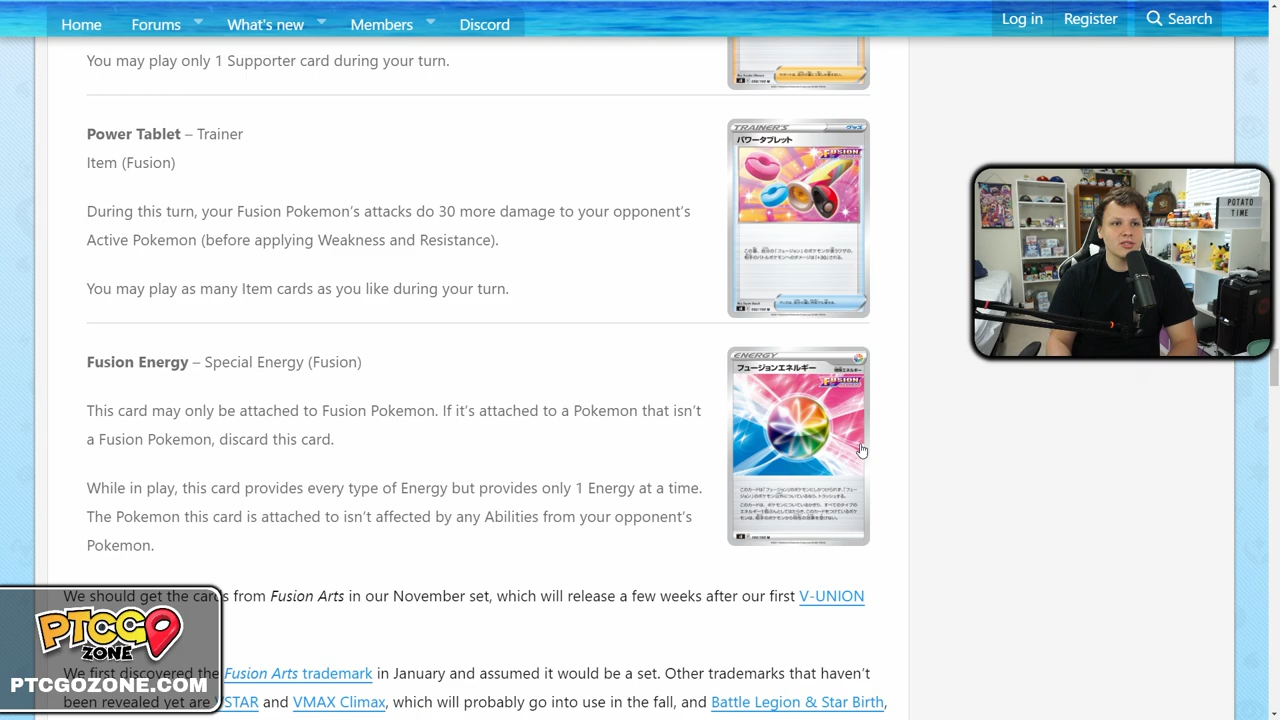 Home
Forums
What's new
Members
Discord
Log in
Register
Search
You may play only 1 Supporter card during your turn.
Power Tablet – Trainer
Item (Fusion)
During this turn, your Fusion Pokemon's attacks do 30 more damage to your opponent's
Active Pokemon (before applying Weakness and Resistance).
You may play as many Item cards as you like during your turn.
TRAINER'S
グッズ
パワータブレット
FUSION
POTATO
TIME
Fusion Energy – Special Energy (Fusion)
This card may only be attached to Fusion Pokemon. If it's attached to a Pokemon that isn't
a Fusion Pokemon, discard this card.
While in play, this card provides every type of Energy but provides only 1 Energy at a time.
The Pokemon this card is attached to isn't affected by any Abilities from your opponent's
Pokemon.
ENERGY
フュージョンエネルギー
特殊エネルギー
FUSION
We should get the cards from Fusion Arts in our November set, which will release a few weeks after our first V-UNION
We first discovered the Fusion Arts trademark in January and assumed it would be a set. Other trademarks that haven't
been revealed yet are VSTAR and VMAX Climax, which will probably go into use in the fall, and Battle Legion & Star Birth,
PTCGO
ZONE
PTCGOZONE.COM